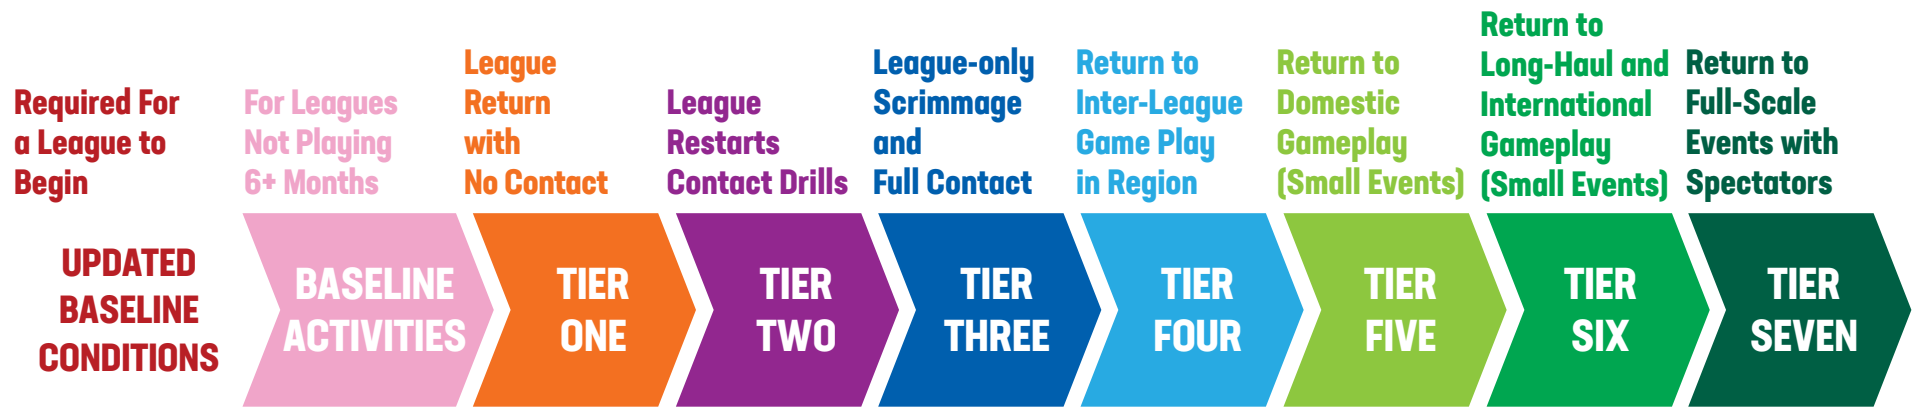 Required For
a League to
Begin
UPDATED
BASELINE
CONDITIONS
For Leagues
Not Playing
6+ Months
BASELINE
ACTIVITIES
League
Return
with
No Contact
TIER
ONE
League
Restarts
Contact Drills
TIER
TWO
League-only
Scrimmage
and
Full Contact
TIER
THREE
Return to
Inter-League
Game Play
in Region
TIER
FOUR
Return to
Domestic
Gameplay
(Small Events)
TIER
FIVE
Return to
Long-Haul and
International
Gameplay
(Small Events)
TIER
SIX
Return to
Full-Scale
Events with
Spectators
TIER
SEVEN